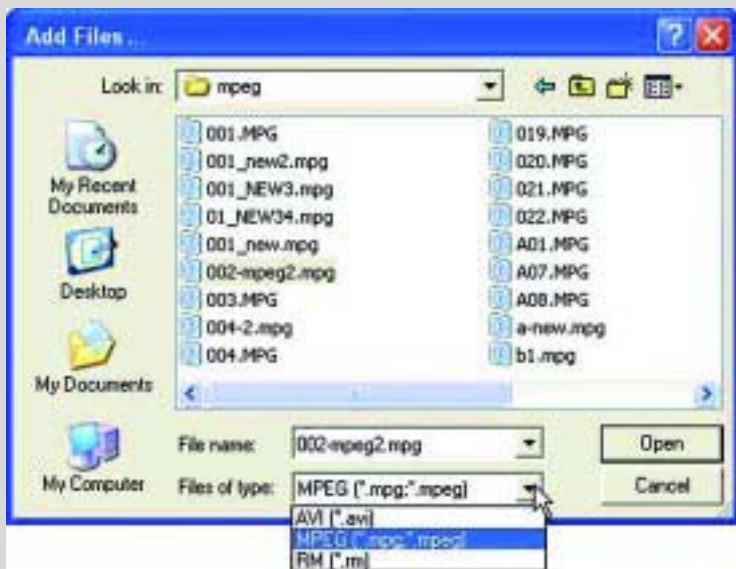 Add Files ...
Look in: mpeg
My Recent Documents
Desktop
My Documents
My Computer
001.MPG
001_new2.mpg
001_NEW3.mpg
01_NEW34.mpg
001_new.mpg
002-mpeg2.mpg
003.MPG
004-2.mpg
004.MPG
019.MPG
020.MPG
021.MPG
022.MPG
A01.MPG
A07.MPG
A08.MPG
a-new.mpg
b1.mpg
File name: 002-mpeg2.mpg
Open
Files of type: MPEG (*.mpg;*.mpeg)
Cancel
AVI (*.avi)
MPEG (*.mpg;*.mpeg)
RM (*.rm)